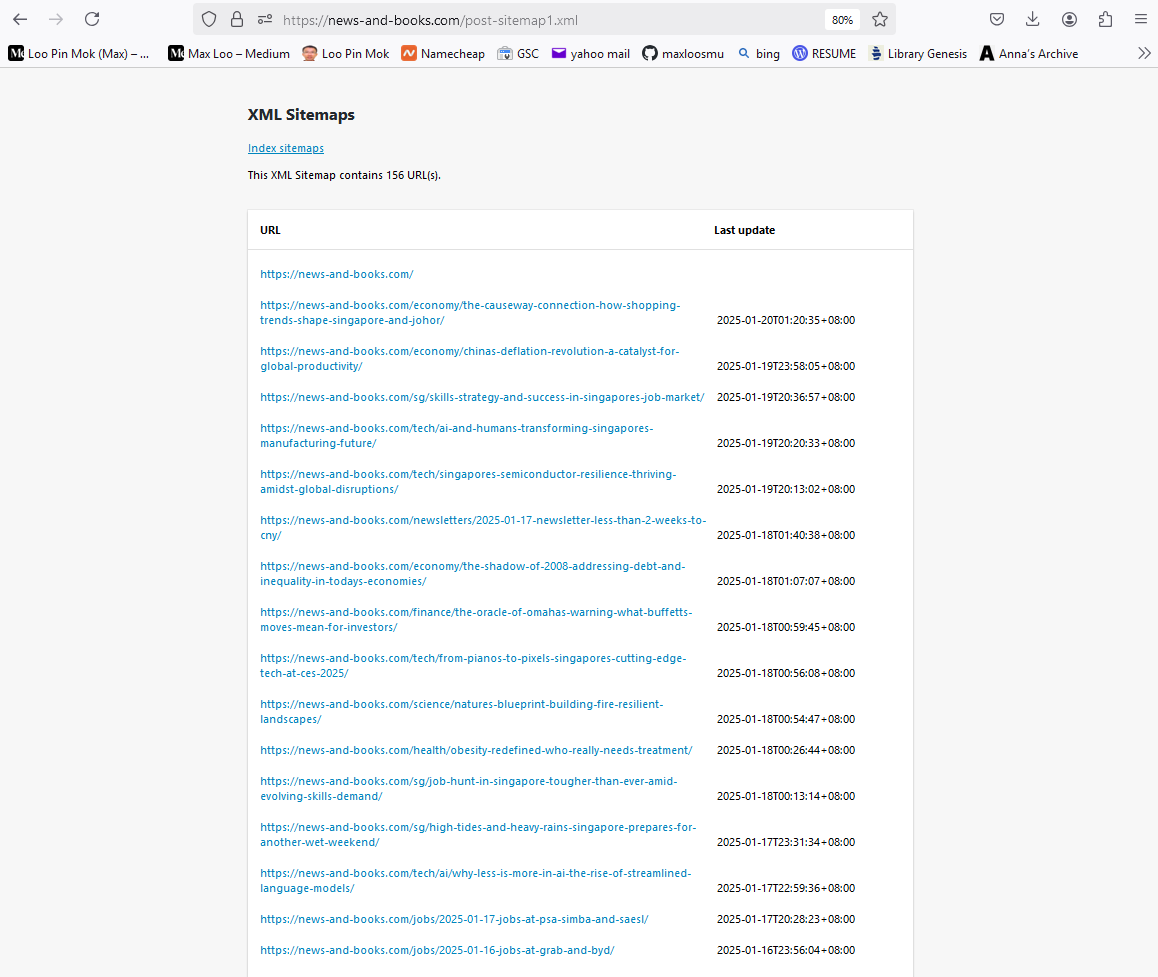 https://news-and-books.com/post-sitemap1.xml
80%
Loo Pin Mok (Max) – ...
Max Loo – Medium
Loo Pin Mok
Namecheap
GSC
yahoo mail
maxloosmu
bing
RESUME
Library Genesis
Anna's Archive
XML Sitemaps
Index sitemaps
This XML Sitemap contains 156 URL(s).
URL Last update
https://news-and-books.com/
https://news-and-books.com/economy/the-causeway-connection-how-shopping-
trends-shape-singapore-and-johor/ 2025-01-20T01:20:35+08:00
https://news-and-books.com/economy/chinas-deflation-revolution-a-catalyst-for-
global-productivity/ 2025-01-19T23:58:05+08:00
https://news-and-books.com/sg/skills-strategy-and-success-in-singapores-job-market/ 2025-01-19T20:36:57+08:00
https://news-and-books.com/tech/ai-and-humans-transforming-singapores-
manufacturing-future/ 2025-01-19T20:20:33+08:00
https://news-and-books.com/tech/singapores-semiconductor-resilience-thriving-
amidst-global-disruptions/ 2025-01-19T20:13:02+08:00
https://news-and-books.com/newsletters/2025-01-17-newsletter-less-than-2-weeks-to-
cny/ 2025-01-18T01:40:38+08:00
https://news-and-books.com/economy/the-shadow-of-2008-addressing-debt-and-
inequality-in-todays-economies/ 2025-01-18T01:07:07+08:00
https://news-and-books.com/finance/the-oracle-of-omahas-warning-what-buffetts-
moves-mean-for-investors/ 2025-01-18T00:59:45+08:00
https://news-and-books.com/tech/from-pianos-to-pixels-singapores-cutting-edge-
tech-at-ces-2025/ 2025-01-18T00:56:08+08:00
https://news-and-books.com/science/natures-blueprint-building-fire-resilient-
landscapes/ 2025-01-18T00:54:47+08:00
https://news-and-books.com/health/obesity-redefined-who-really-needs-treatment/ 2025-01-18T00:26:44+08:00
https://news-and-books.com/sg/job-hunt-in-singapore-tougher-than-ever-amid-
evolving-skills-demand/ 2025-01-18T00:13:14+08:00
https://news-and-books.com/sg/high-tides-and-heavy-rains-singapore-prepares-for-
another-wet-weekend/ 2025-01-17T23:31:34+08:00
https://news-and-books.com/tech/ai/why-less-is-more-in-ai-the-rise-of-streamlined-
language-models/ 2025-01-17T22:59:36+08:00
https://news-and-books.com/jobs/2025-01-17-jobs-at-psa-simba-and-saesl/ 2025-01-17T20:28:23+08:00
https://news-and-books.com/jobs/2025-01-16-jobs-at-grab-and-byd/ 2025-01-16T23:56:04+08:00